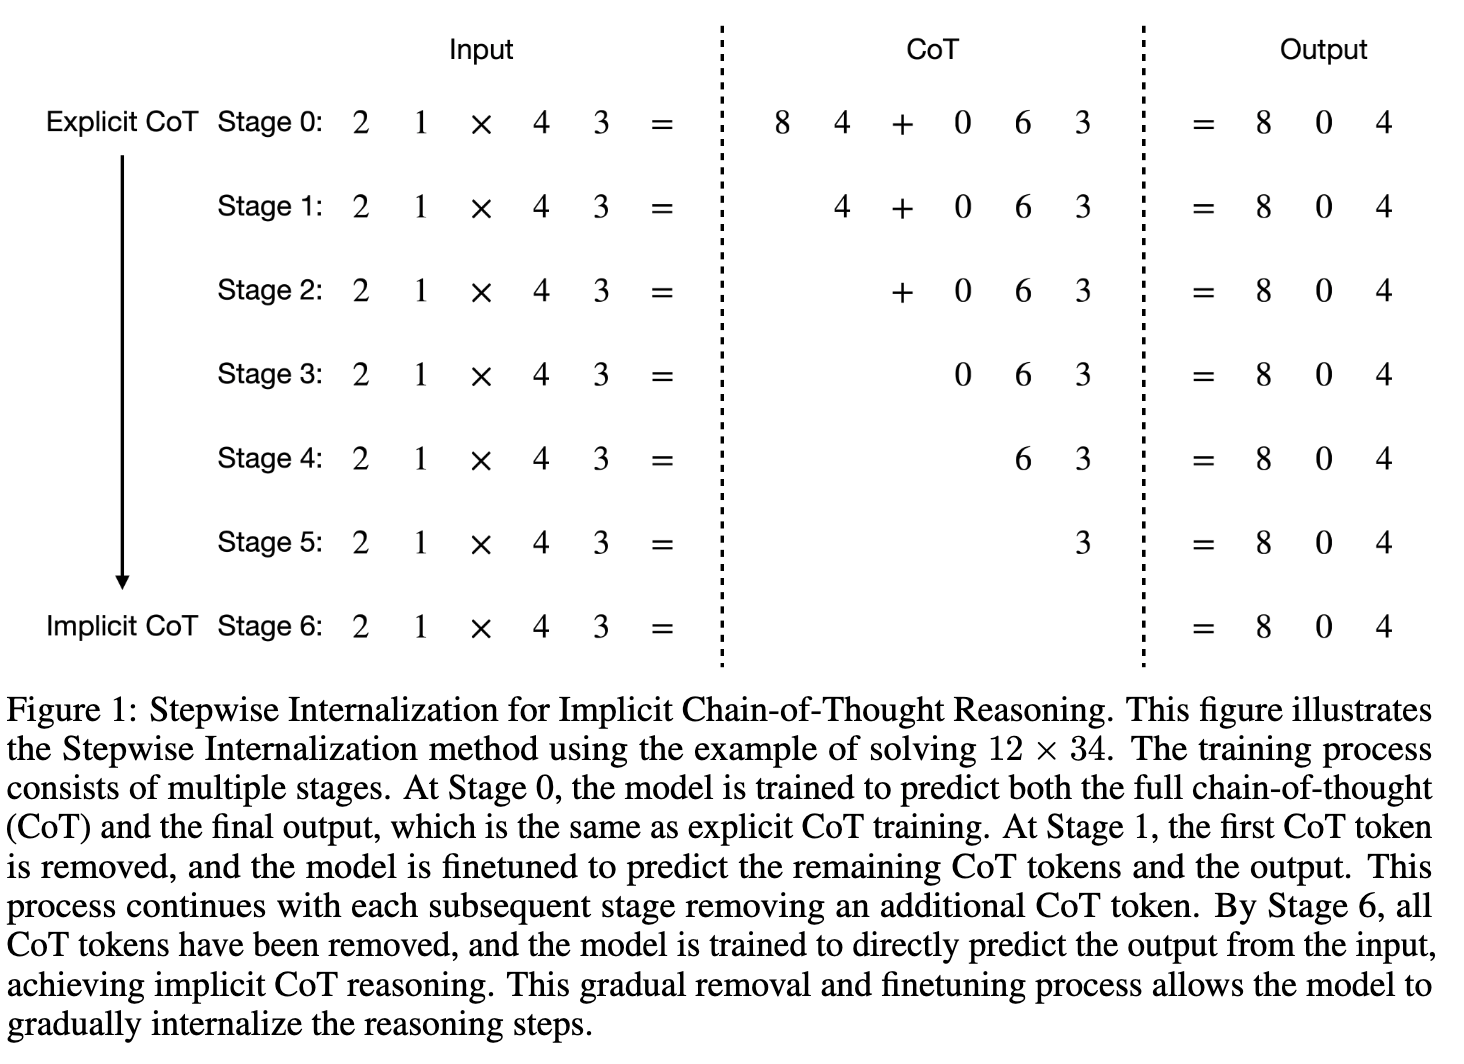 Input CoT Output
Explicit CoT Stage 0: 2 1 × 4 3 = 8 4 + 0 6 3 = 8 0 4
Stage 1: 2 1 × 4 3 = 4 + 0 6 3 = 8 0 4
Stage 2: 2 1 × 4 3 = + 0 6 3 = 8 0 4
Stage 3: 2 1 × 4 3 = 0 6 3 = 8 0 4
Stage 4: 2 1 × 4 3 = 6 3 = 8 0 4
Stage 5: 2 1 × 4 3 = 3 = 8 0 4
Implicit CoT Stage 6: 2 1 × 4 3 = = 8 0 4
Figure 1: Stepwise Internalization for Implicit Chain-of-Thought Reasoning. This figure illustrates
the Stepwise Internalization method using the example of solving 12 × 34. The training process
consists of multiple stages. At Stage 0, the model is trained to predict both the full chain-of-thought
(CoT) and the final output, which is the same as explicit CoT training. At Stage 1, the first CoT token
is removed, and the model is finetuned to predict the remaining CoT tokens and the output. This
process continues with each subsequent stage removing an additional CoT token. By Stage 6, all
CoT tokens have been removed, and the model is trained to directly predict the output from the input,
achieving implicit CoT reasoning. This gradual removal and finetuning process allows the model to
gradually internalize the reasoning steps.